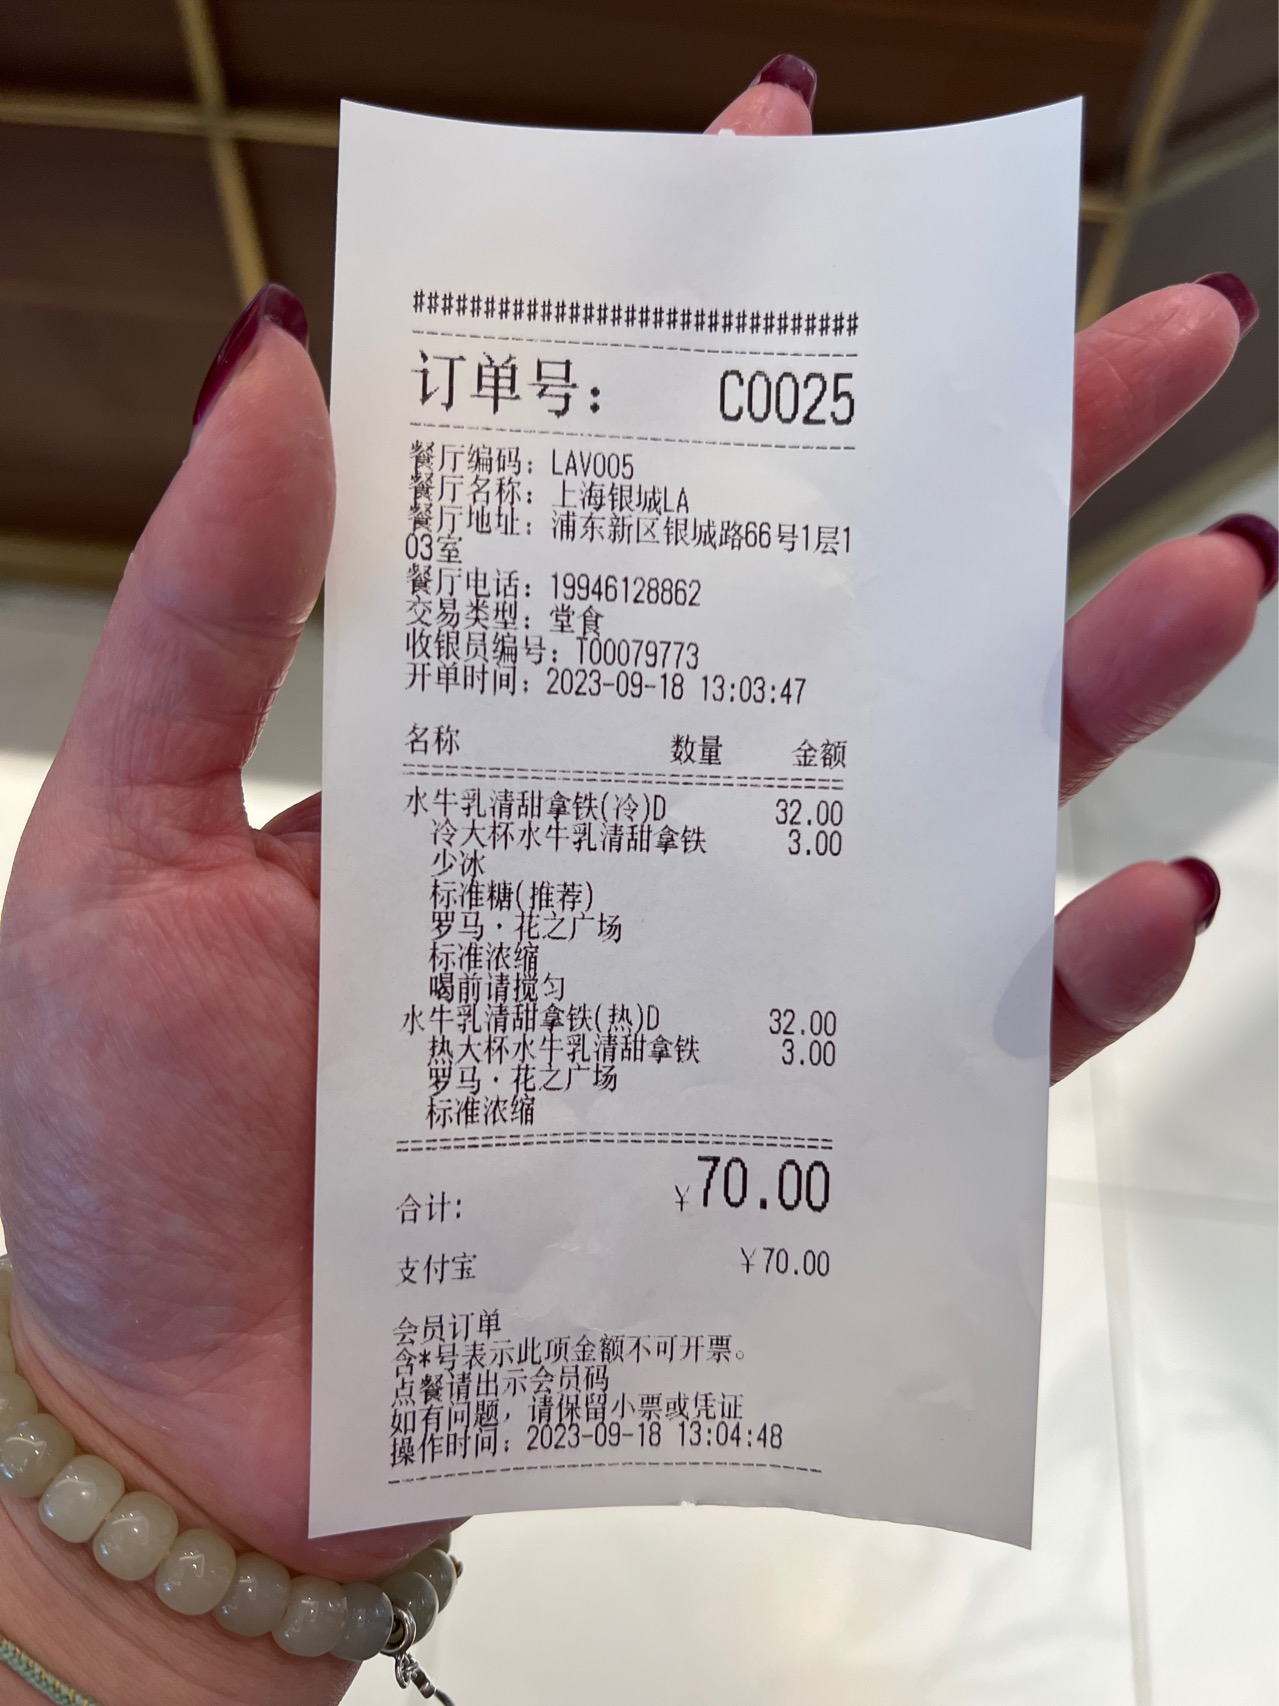 ################################
订单号： C0025
餐厅编码：LAV005
餐厅名称：上海银城LA
餐厅地址：浦东新区银城路66号1层1
03室
餐厅电话：19946128862
交易类型：堂食
收银员编号：T00079773
开单时间：2023-09-18 13:03:47
名称 数量 金额
水牛乳清甜拿铁(冷)D 32.00
冷大杯水牛乳清甜拿铁 3.00
少冰
标准糖(推荐)
罗马·花之广场
标准浓缩
喝前请搅匀
水牛乳清甜拿铁(热)D 32.00
热大杯水牛乳清甜拿铁 3.00
罗马·花之广场
标准浓缩
合计: ¥70.00
支付宝 ¥70.00
会员订单
含*号表示此项金额不可开票。
点餐请出示会员码
如有问题，请保留小票或凭证
操作时间：2023-09-18 13:04:48